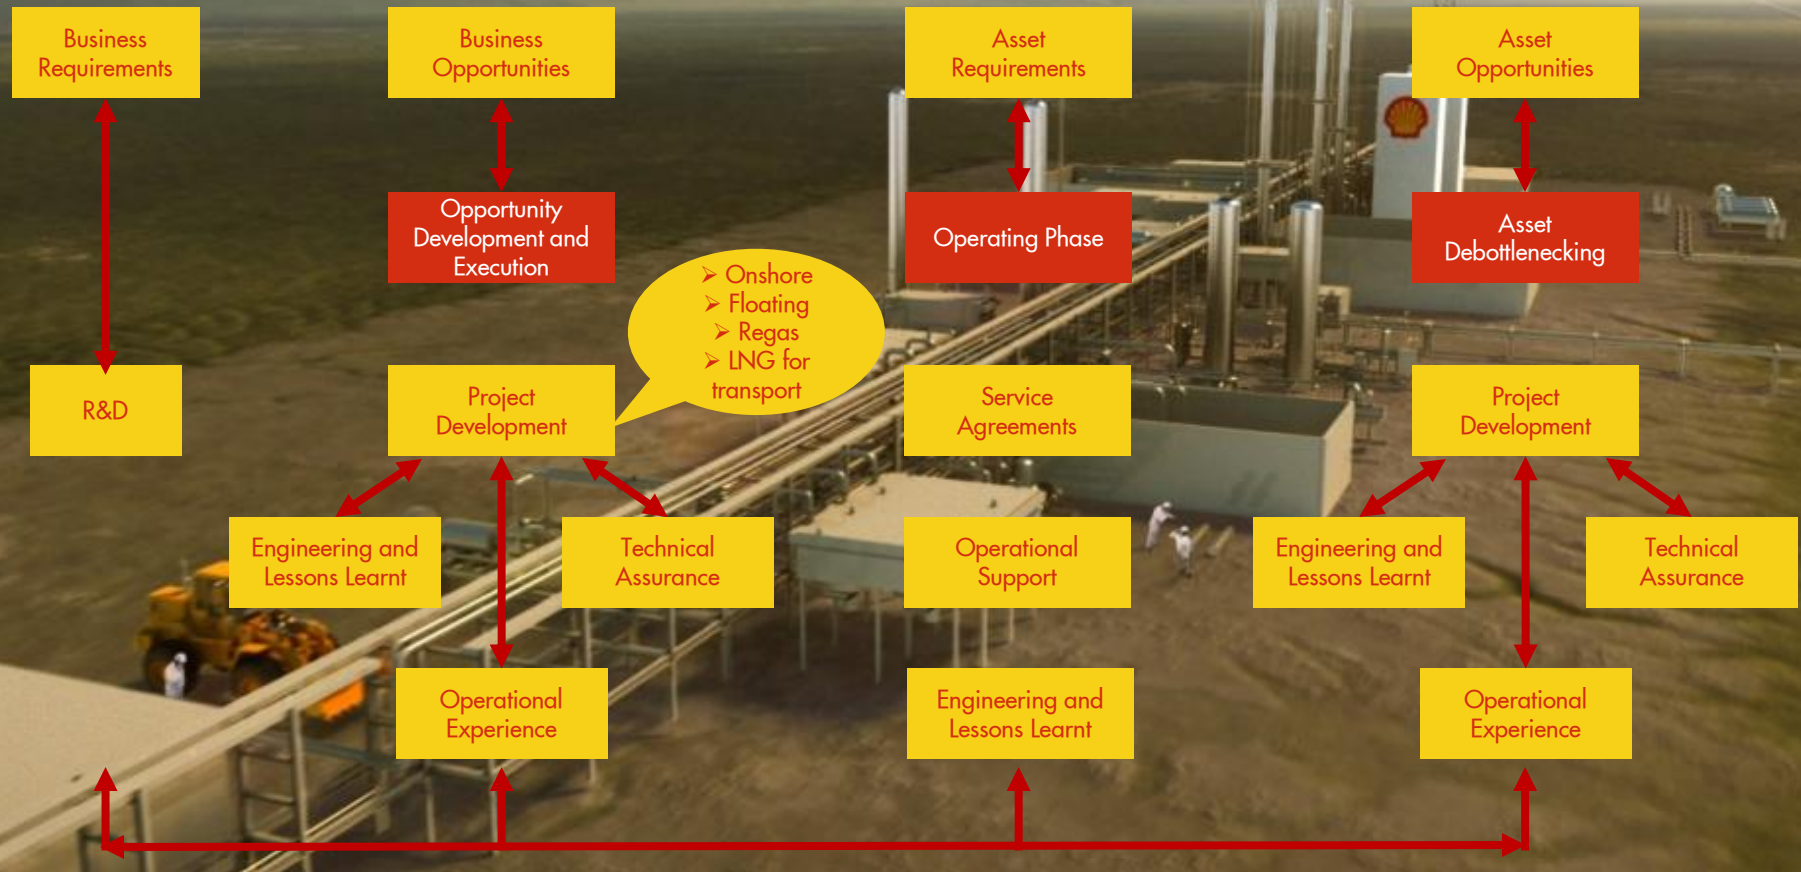 Business
Requirements
Business
Opportunities
Asset
Requirements
Asset
Opportunities
Opportunity
Development and
Execution
Operating Phase
Asset
Debottlenecking
➢ Onshore
➢ Floating
➢ Regas
➢ LNG for
transport
R&D
Project
Development
Service
Agreements
Project
Development
Engineering and
Lessons Learnt
Technical
Assurance
Operational
Support
Engineering and
Lessons Learnt
Technical
Assurance
Operational
Experience
Engineering and
Lessons Learnt
Operational
Experience